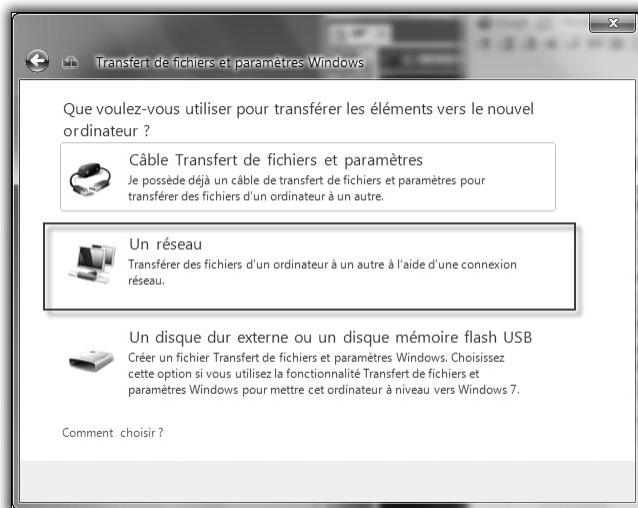 Transfert de fichiers et paramètres Windows
Que voulez-vous utiliser pour transférer les éléments vers le nouvel
ordinateur ?
Câble Transfert de fichiers et paramètres
Je possède déjà un câble de transfert de fichiers et paramètres pour
transférer des fichiers d'un ordinateur à un autre.
Un réseau
Transférer des fichiers d'un ordinateur à un autre à l'aide d'une connexion
réseau.
Un disque dur externe ou un disque mémoire flash USB
Créer un fichier Transfert de fichiers et paramètres Windows. Choisissez
cette option si vous utilisez la fonctionnalité Transfert de fichiers et
paramètres Windows pour mettre cet ordinateur à niveau vers Windows 7.
Comment choisir ?